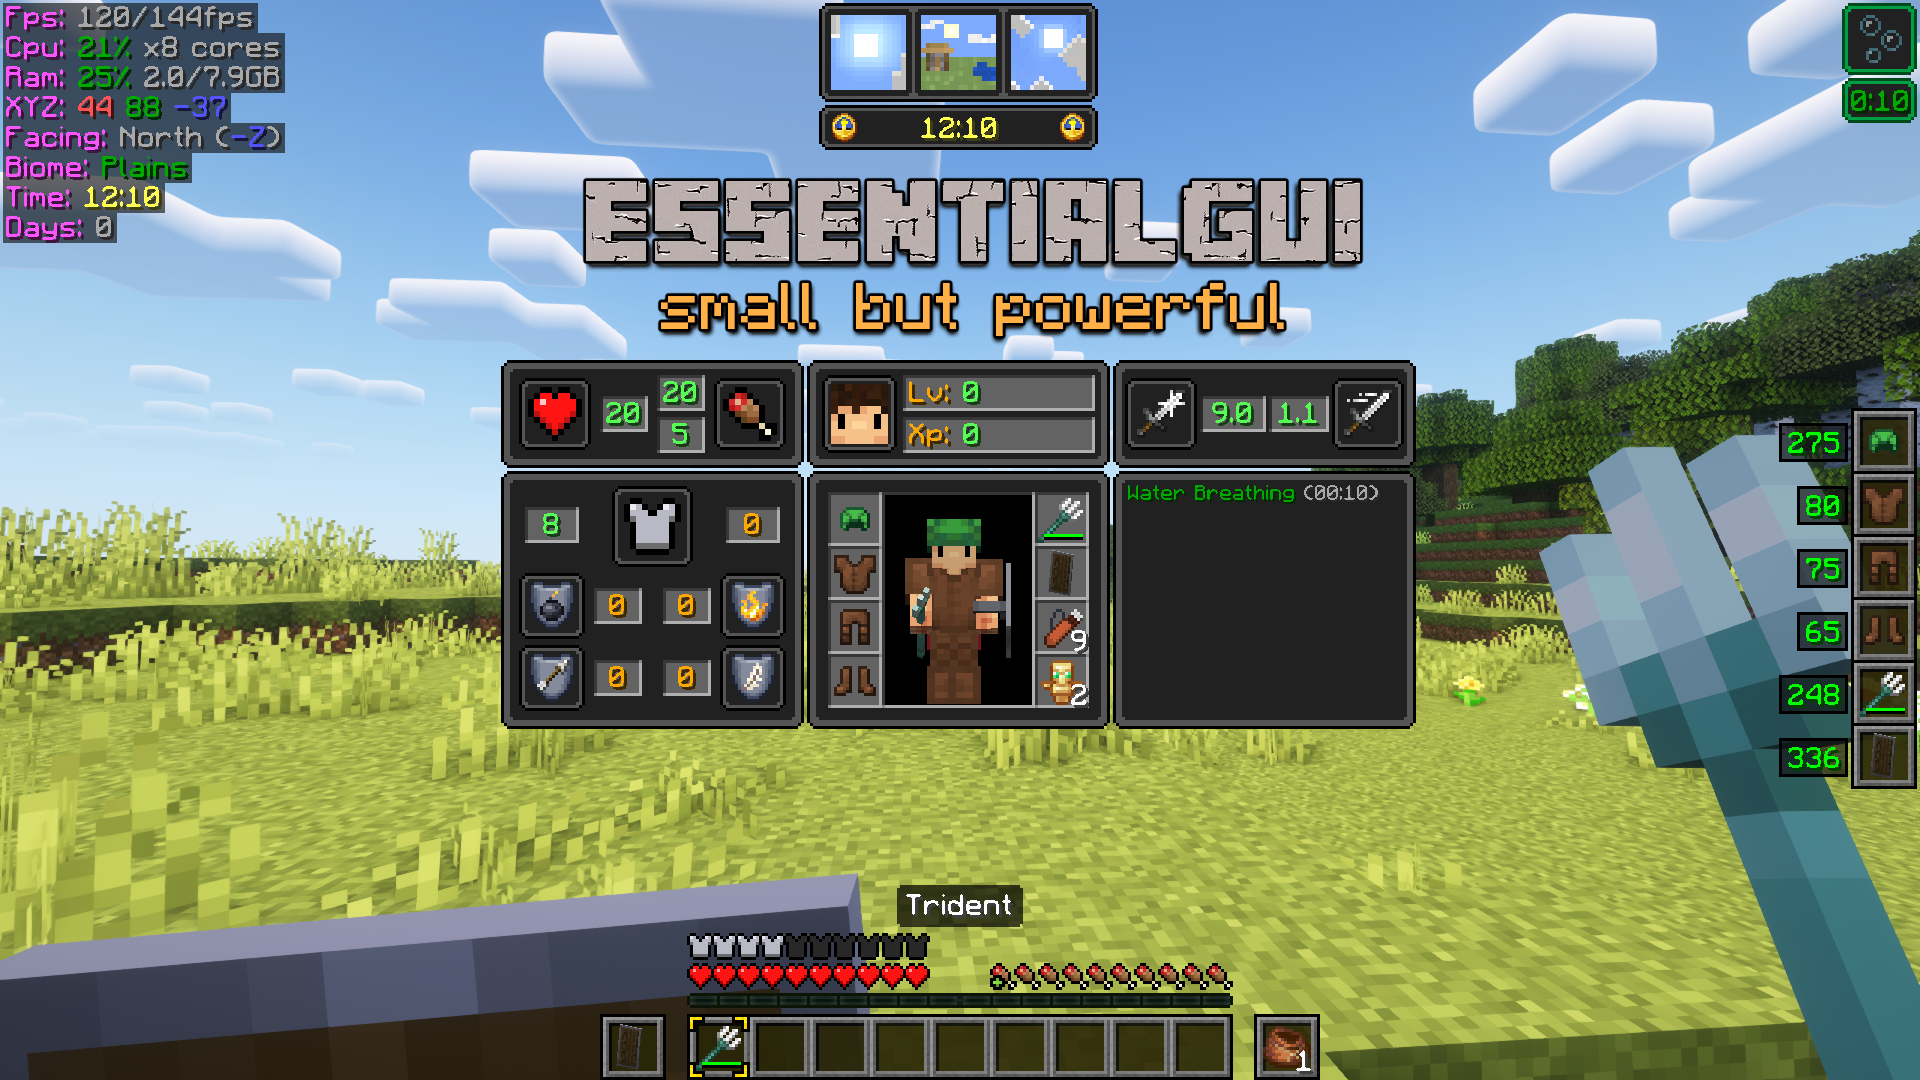 Fps: 120/144fps
Cpu: 21% x8 cores
Ram: 25% 2.0/7.9GB
XYZ: 44 88 -37
Facing: North (-Z)
Biome: Plains
Time: 12:10
Days: 0
12:10
0:10
ESSENTIALGUI
small but powerful
20
20
5
Lv: 0
Xp: 0
9.0
1.1
8
0
0
0
0
0
9
2
Water Breathing (00:10)
275
80
75
65
248
336
Trident
1